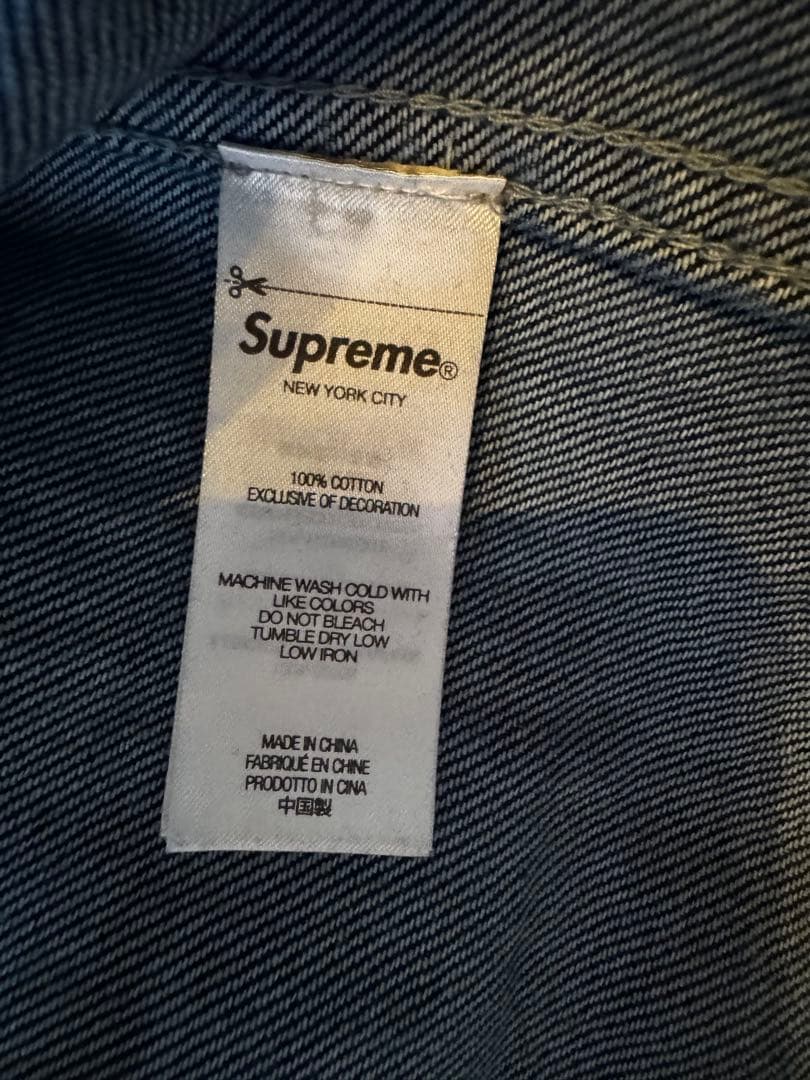 Supreme®
NEW YORK CITY
100% COTTON
EXCLUSIVE OF DECORATION
MACHINE WASH COLD WITH
LIKE COLORS
DO NOT BLEACH
TUMBLE DRY LOW
LOW IRON
MADE IN CHINA
FABRIQUÉ EN CHINE
PRODOTTO IN CINA
中国製